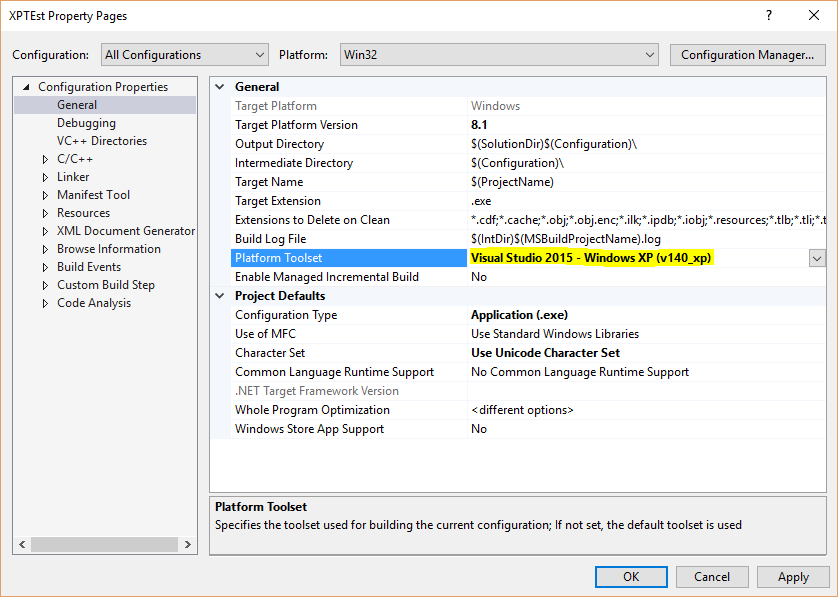 XPTEst Property Pages
?
Configuration: All Configurations Platform: Win32 Configuration Manager...
Configuration Properties
General
Debugging
VC++ Directories
C/C++
Linker
Manifest Tool
Resources
XML Document Generator
Browse Information
Build Events
Custom Build Step
Code Analysis
General
Target Platform Windows
Target Platform Version 8.1
Output Directory $(SolutionDir)$(Configuration)\
Intermediate Directory $(Configuration)\
Target Name $(ProjectName)
Target Extension .exe
Extensions to Delete on Clean *.cdf;*.cache;*.obj;*.obj.enc;*.ilk;*.ipdb;*.iobj;*.resources;*.tlb;*.tli;*.t
Build Log File $(IntDir)$(MSBuildProjectName).log
Platform Toolset Visual Studio 2015 - Windows XP (v140_xp)
Enable Managed Incremental Build No
Project Defaults
Configuration Type Application (.exe)
Use of MFC Use Standard Windows Libraries
Character Set Use Unicode Character Set
Common Language Runtime Support No Common Language Runtime Support
.NET Target Framework Version
Whole Program Optimization <different options>
Windows Store App Support No
Platform Toolset
Specifies the toolset used for building the current configuration; If not set, the default toolset is used
OK Cancel Apply